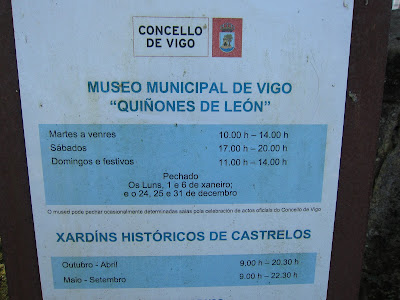 CONCELLO
DE VIGO
MUSEO MUNICIPAL DE VIGO
“QUIÑONES DE LEÓN”
Martes a venres 10.00 h – 14.00 h
Sábados 17.00 h – 20.00 h
Domingos e festivos 11.00 h – 14.00 h
Pechado
Os Luns, 1 e 6 de xaneiro;
e o 24, 25 e 31 de decembro
O museo pode pechar ocasionalmente determinadas salas pola celebración de actos oficiais do Concello de Vigo
XARDÍNS HISTÓRICOS DE CASTRELOS
Outubro - Abril 9.00 h – 20.30 h
Maio - Setembro 9.00 h – 22.30 h